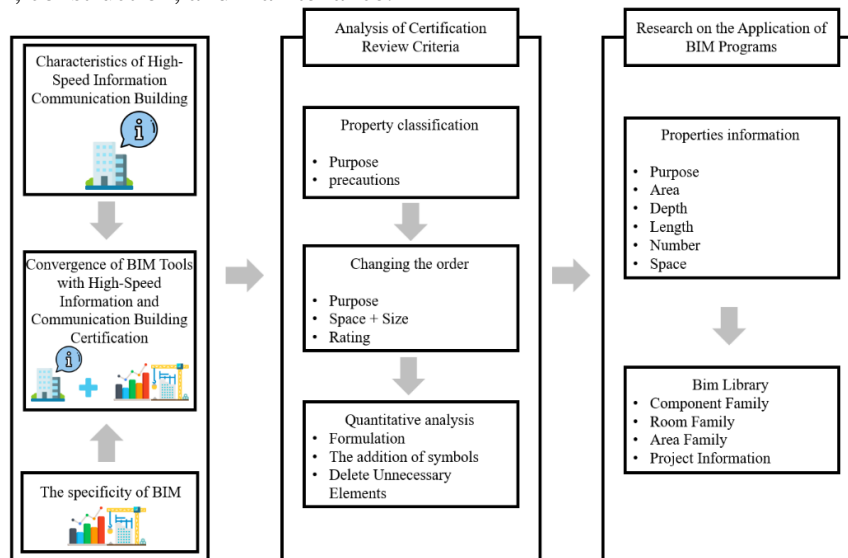 , construction, and maintenance.
Characteristics of High-
Speed Information
Communication Building
i
Convergence of BIM Tools
with High-Speed
Information and
Communication Building
Certification
i
The specificity of BIM
Analysis of Certification
Review Criteria
Property classification
• Purpose
• precautions
Changing the order
• Purpose
• Space + Size
• Rating
Quantitative analysis
• Formulation
• The addition of symbols
• Delete Unnecessary
Elements
Research on the Application of
BIM Programs
Properties information
• Purpose
• Area
• Depth
• Length
• Number
• Space
Bim Library
• Component Family
• Room Family
• Area Family
• Project Information